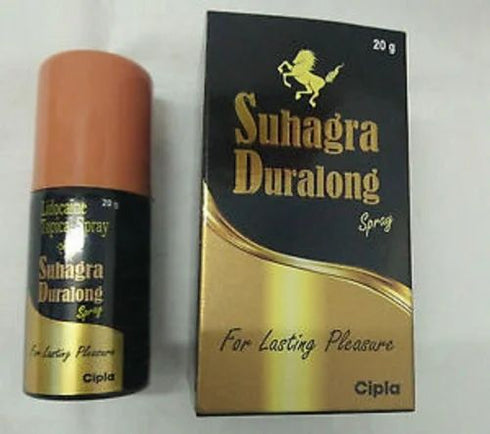 Lidocaine 20 g
Topical Spray
Suhagra
Duralong
Spray
For Lasting Pleasure
Cipla
20 g
Suhagra
Duralong
Spray
For Lasting Pleasure
Cipla